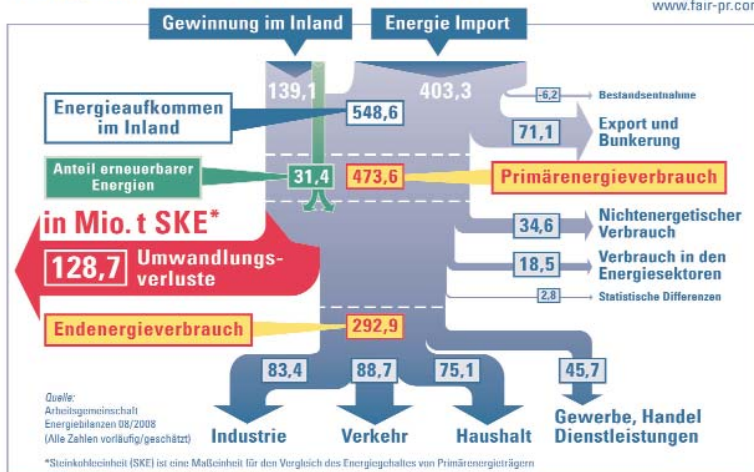 www.fair-pr.com
Gewinnung im Inland
Energie Import
139,1
403,3
Energieaufkommen
im Inland
548,6
-6,2
Bestandsentnahme
71,1
Export und
Bunkerung
Anteil erneuerbarer
Energien
31,4
473,6
Primärenergieverbrauch
in Mio. t SKE*
128,7
Umwandlungs-
verluste
34,6
Nichtenergetischer
Verbrauch
18,5
Verbrauch in den
Energiesektoren
2,8
Statistische Differenzen
Endenergieverbrauch
292,9
83,4
88,7
75,1
45,7
Industrie
Verkehr
Haushalt
Gewerbe, Handel
Dienstleistungen
Quelle:
Arbeitsgemeinschaft
Energiebilanzen 08/2008
(Alle Zahlen vorläufig/geschätzt)
*Steinkohleeinheit (SKE) ist eine Maßeinheit für den Vergleich des Energiegehaltes von Primärenergieträgern